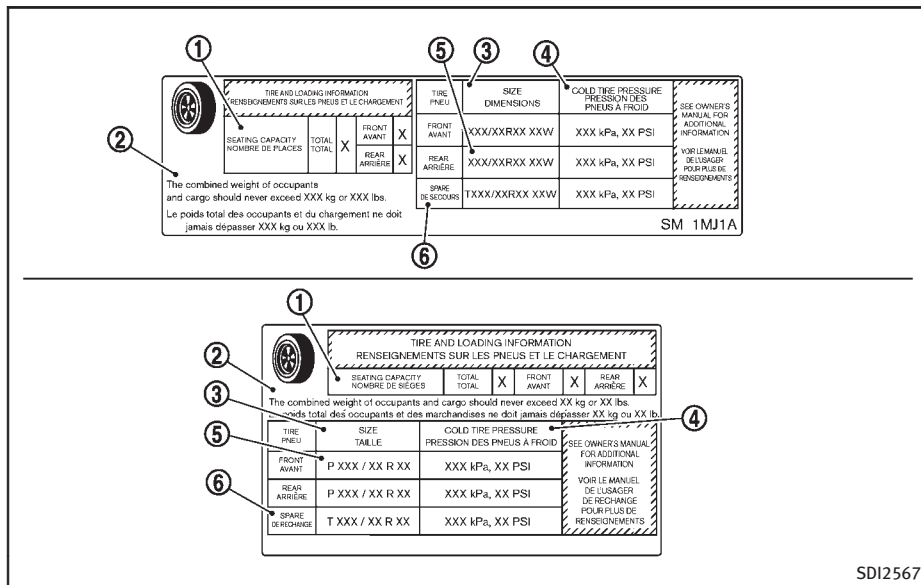 ①
⑤
③
④
②
⑥
TIRE AND LOADING INFORMATION
RENSEIGNEMENTS SUR LES PNEUS ET LE CHARGEMENT
SEATING CAPACITY
NOMBRE DE PLACES
TOTAL
TOTAL
X
FRONT
AVANT
X
REAR
ARRIÈRE
X
The combined weight of occupants
and cargo should never exceed XXX kg or XXX lbs.
Le poids total des occupants et du chargement ne doit
jamais dépasser XXX kg ou XXX lb.
TIRE
PNEU
SIZE
DIMENSIONS
COLD TIRE PRESSURE
PRESSION DES
PNEUS À FROID
FRONT
AVANT
XXX/XXRXX XXW
XXX kPa, XX PSI
REAR
ARRIÈRE
XXX/XXRXX XXW
XXX kPa, XX PSI
SPARE
DE SECOURS
TXXX/XXRXX XXW
XXX kPa, XX PSI
SEE OWNER'S
MANUAL FOR
ADDITIONAL
INFORMATION
VOIR LE MANUEL
DE L'USAGER
POUR PLUS DE
RENSEIGNEMENTS
SM 1MJ1A
①
②
③
⑤
⑥
④
TIRE AND LOADING INFORMATION
RENSEIGNEMENTS SUR LES PNEUS ET LE CHARGEMENT
SEATING CAPACITY
NOMBRE DE SIÈGES
TOTAL
TOTAL
X
FRONT
AVANT
X
REAR
ARRIÈRE
X
The combined weight of occupants and cargo should never exceed XX kg or XX lbs.
Le poids total des occupants et des marchandises ne doit jamais dépasser XX kg ou XX lb.
TIRE
PNEU
SIZE
TAILLE
COLD TIRE PRESSURE
PRESSION DES PNEUS À FROID
FRONT
AVANT
P XXX / XX R XX
XXX kPa, XX PSI
REAR
ARRIÈRE
P XXX / XX R XX
XXX kPa, XX PSI
SPARE
DE RECHANGE
T XXX / XX R XX
XXX kPa, XX PSI
SEE OWNER'S MANUAL
FOR ADDITIONAL
INFORMATION
VOIR LE MANUEL
DE L'USAGER
DE RECHANGE
POUR PLUS DE
RENSEIGNEMENTS
SDI2567